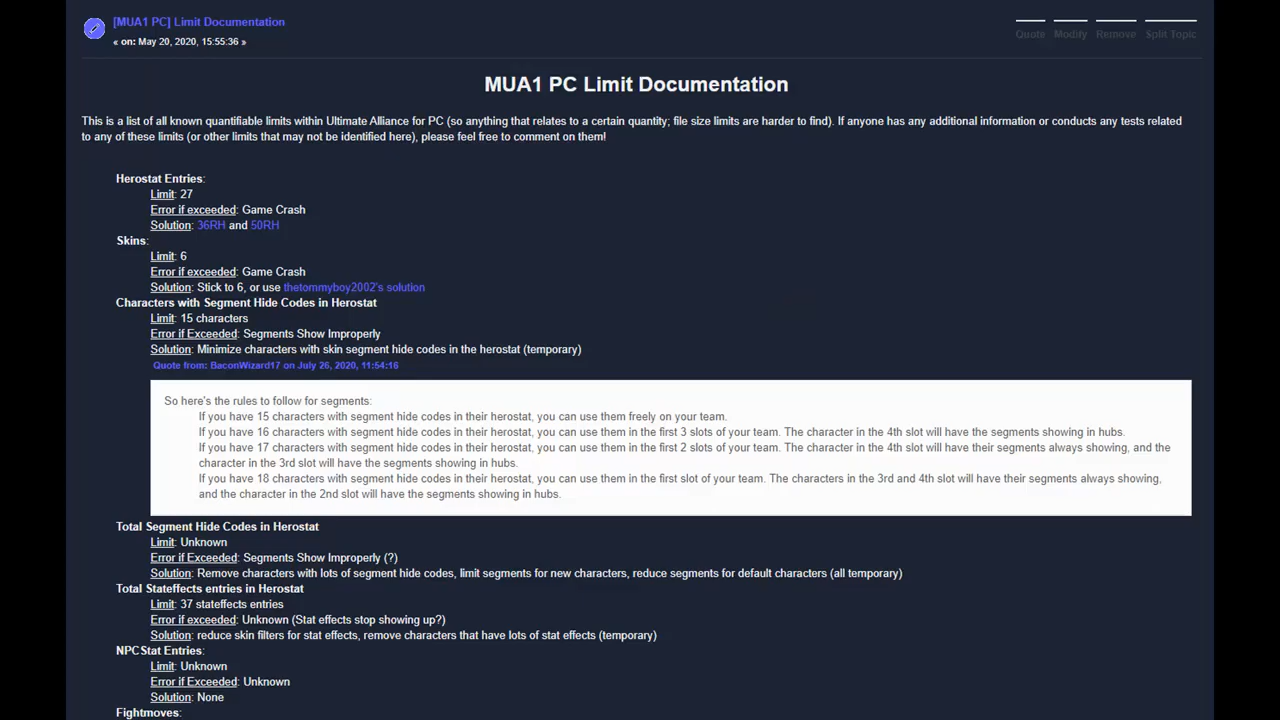 [MUA1 PC] Limit Documentation
« on: May 20, 2020, 15:55:36 »
Quote Modify Remove Split Topic
MUA1 PC Limit Documentation
This is a list of all known quantifiable limits within Ultimate Alliance for PC (so anything that relates to a certain quantity; file size limits are harder to find). If anyone has any additional information or conducts any tests related
to any of these limits (or other limits that may not be identified here), please feel free to comment on them!
Herostat Entries:
Limit: 27
Error if exceeded: Game Crash
Solution: 36RH and 50RH
Skins:
Limit: 6
Error if exceeded: Game Crash
Solution: Stick to 6, or use thetommyboy2002's solution
Characters with Segment Hide Codes in Herostat
Limit: 15 characters
Error if Exceeded: Segments Show Improperly
Solution: Minimize characters with skin segment hide codes in the herostat (temporary)
Quote from: BaconWizard17 on July 26, 2020, 11:54:16
So here's the rules to follow for segments:
If you have 15 characters with segment hide codes in their herostat, you can use them freely on your team.
If you have 16 characters with segment hide codes in their herostat, you can use them in the first 3 slots of your team. The character in the 4th slot will have the segments showing in hubs.
If you have 17 characters with segment hide codes in their herostat, you can use them in the first 2 slots of your team. The character in the 4th slot will have their segments always showing, and the
character in the 3rd slot will have the segments showing in hubs.
If you have 18 characters with segment hide codes in their herostat, you can use them in the first slot of your team. The characters in the 3rd and 4th slot will have their segments always showing,
and the character in the 2nd slot will have the segments showing in hubs.
Total Segment Hide Codes in Herostat
Limit: Unknown
Error if Exceeded: Segments Show Improperly (?)
Solution: Remove characters with lots of segment hide codes, limit segments for new characters, reduce segments for default characters (all temporary)
Total Stateffects entries in Herostat
Limit: 37 stateffects entries
Error if exceeded: Unknown (Stat effects stop showing up?)
Solution: reduce skin filters for stat effects, remove characters that have lots of stat effects (temporary)
NPCStat Entries:
Limit: Unknown
Error if Exceeded: Unknown
Solution: None
Fightmoves: